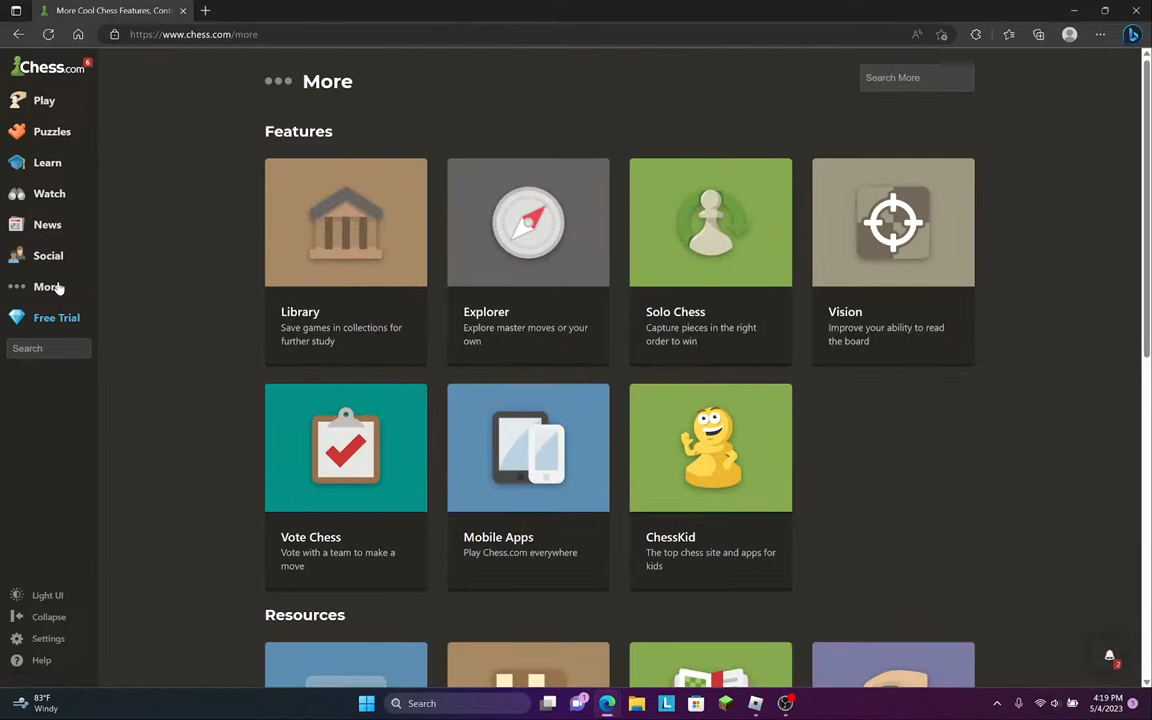 More Cool Chess Features, Cont
https://www.chess.com/more
Chess.com
6
Play
Puzzles
Learn
Watch
News
Social
More
Free Trial
Search
Light UI
Collapse
Settings
Help
More
Search More
Features
Library
Save games in collections for
further study
Explorer
Explore master moves or your
own
Solo Chess
Capture pieces in the right
order to win
Vision
Improve your ability to read
the board
Vote Chess
Vote with a team to make a
move
Mobile Apps
Play Chess.com everywhere
ChessKid
The top chess site and apps for
kids
Resources
2
83°F
Windy
Search
1
4:19 PM
5/4/2023
5